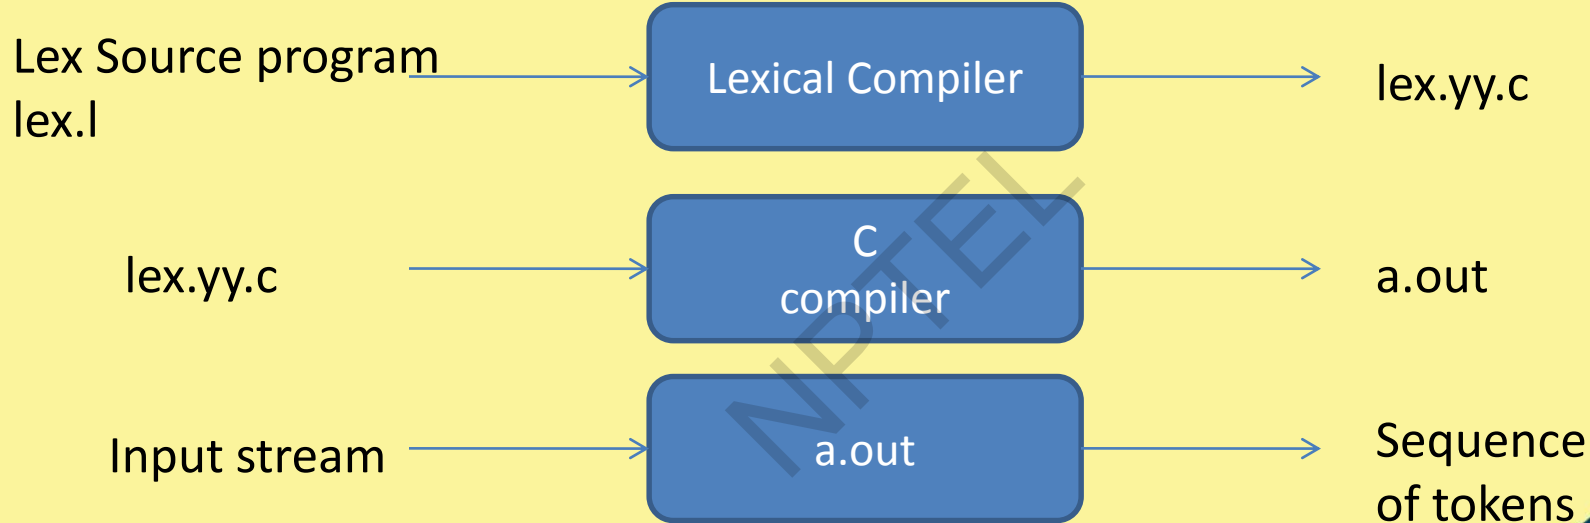 Lex Source program
lex.l
Lexical Compiler
lex.yy.c
lex.yy.c
C
compiler
a.out
Input stream
a.out
Sequence
of tokens
NPTEL